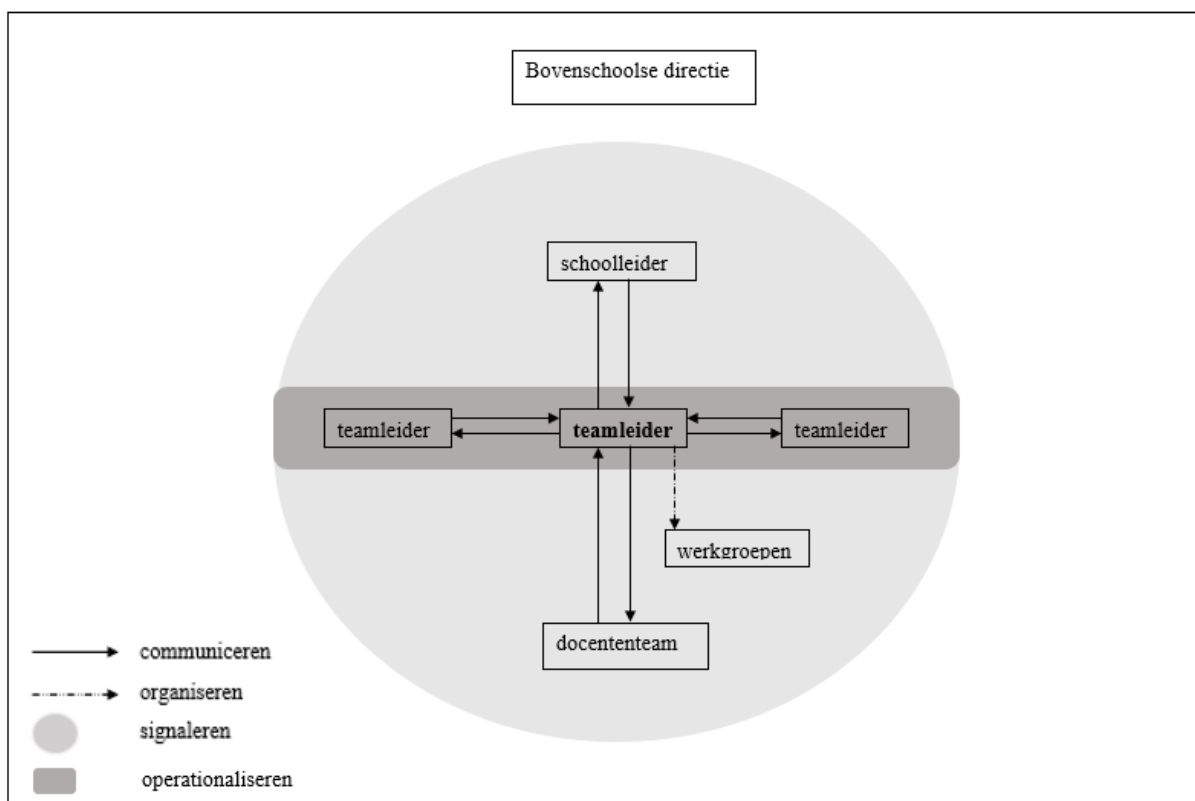 Bovenschoolse directie
schoolleider
teamleider
teamleider
teamleider
werkgroepen
docententeam
communiceren
organiseren
signaleren
operationaliseren